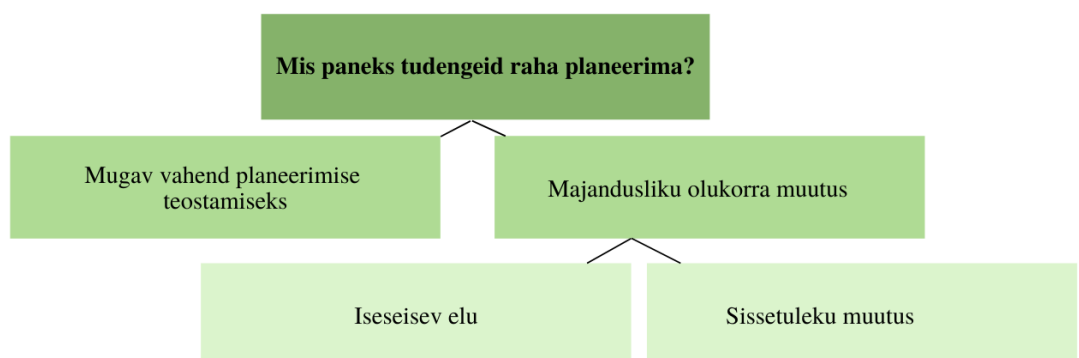 Mis paneks tudengeid raha planeerima?
Mugav vahend planeerimise
teostamiseks
Majandusliku olukorra muutus
Iseseisev elu
Sissetuleku muutus